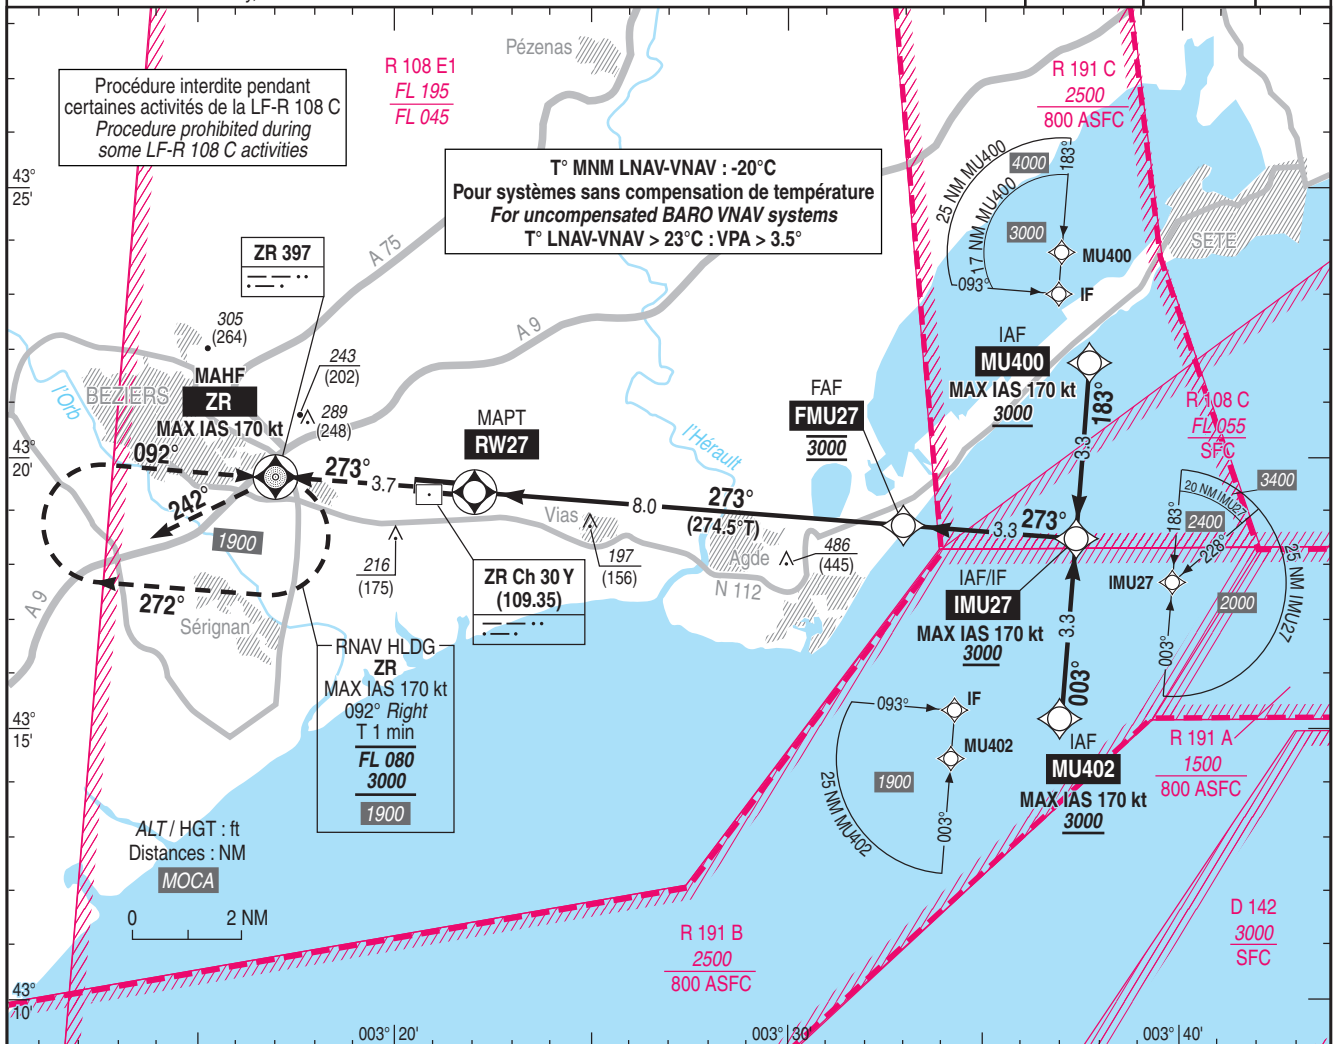 Pézenas
R 108 E1
FL 195
FL 045
R 191 C
2500
800 ASFC
Procédure interdite pendant
certaines activités de la LF-R 108 C
Procedure prohibited during
some LF-R 108 C activities
43°
25'
T° MNM LNAV-VNAV : -20°C
Pour systèmes sans compensation de température
For uncompensated BARO VNAV systems
T° LNAV-VNAV > 23°C : VPA > 3.5°
25 NM MU400
4000
183°
17 NM MU400
3000
MU400
093°
IF
SETE
ZR 397
A 75
A 9
305
(264)
243
(202)
289
(248)
BEZIERS
l'Orb
MAHF
ZR
MAX IAS 170 kt
IAF
MU400
MAX IAS 170 kt
3000
183°
3.3
R 108 C
FL 055
SFC
FAF
FMU27
3000
MAPT
RW27
l'Hérault
43°
20'
092°
273°
3.7
242°
1900
272°
8.0
273°
(274.5°T)
3.3
273°
Vias
Agde
N 112
216
(175)
197
(156)
486
(445)
ZR Ch 30 Y
(109.35)
A 9
Sérignan
IAF/IF
IMU27
MAX IAS 170 kt
3000
3.3
003°
3400
20 NM IMU27
183°
2400
228°
IMU27
2000
25 NM IMU27
003°
RNAV HLDG
ZR
MAX IAS 170 kt
092° Right
T 1 min
FL 080
3000
1900
43°
15'
093°
IF
MU402
1900
25 NM MU402
003°
IAF
MU402
MAX IAS 170 kt
3000
R 191 A
1500
800 ASFC
ALT / HGT : ft
Distances : NM
MOCA
0
2 NM
R 191 B
2500
800 ASFC
D 142
3000
SFC
43°
10'
003° 20'
003° 30'
003° 40'